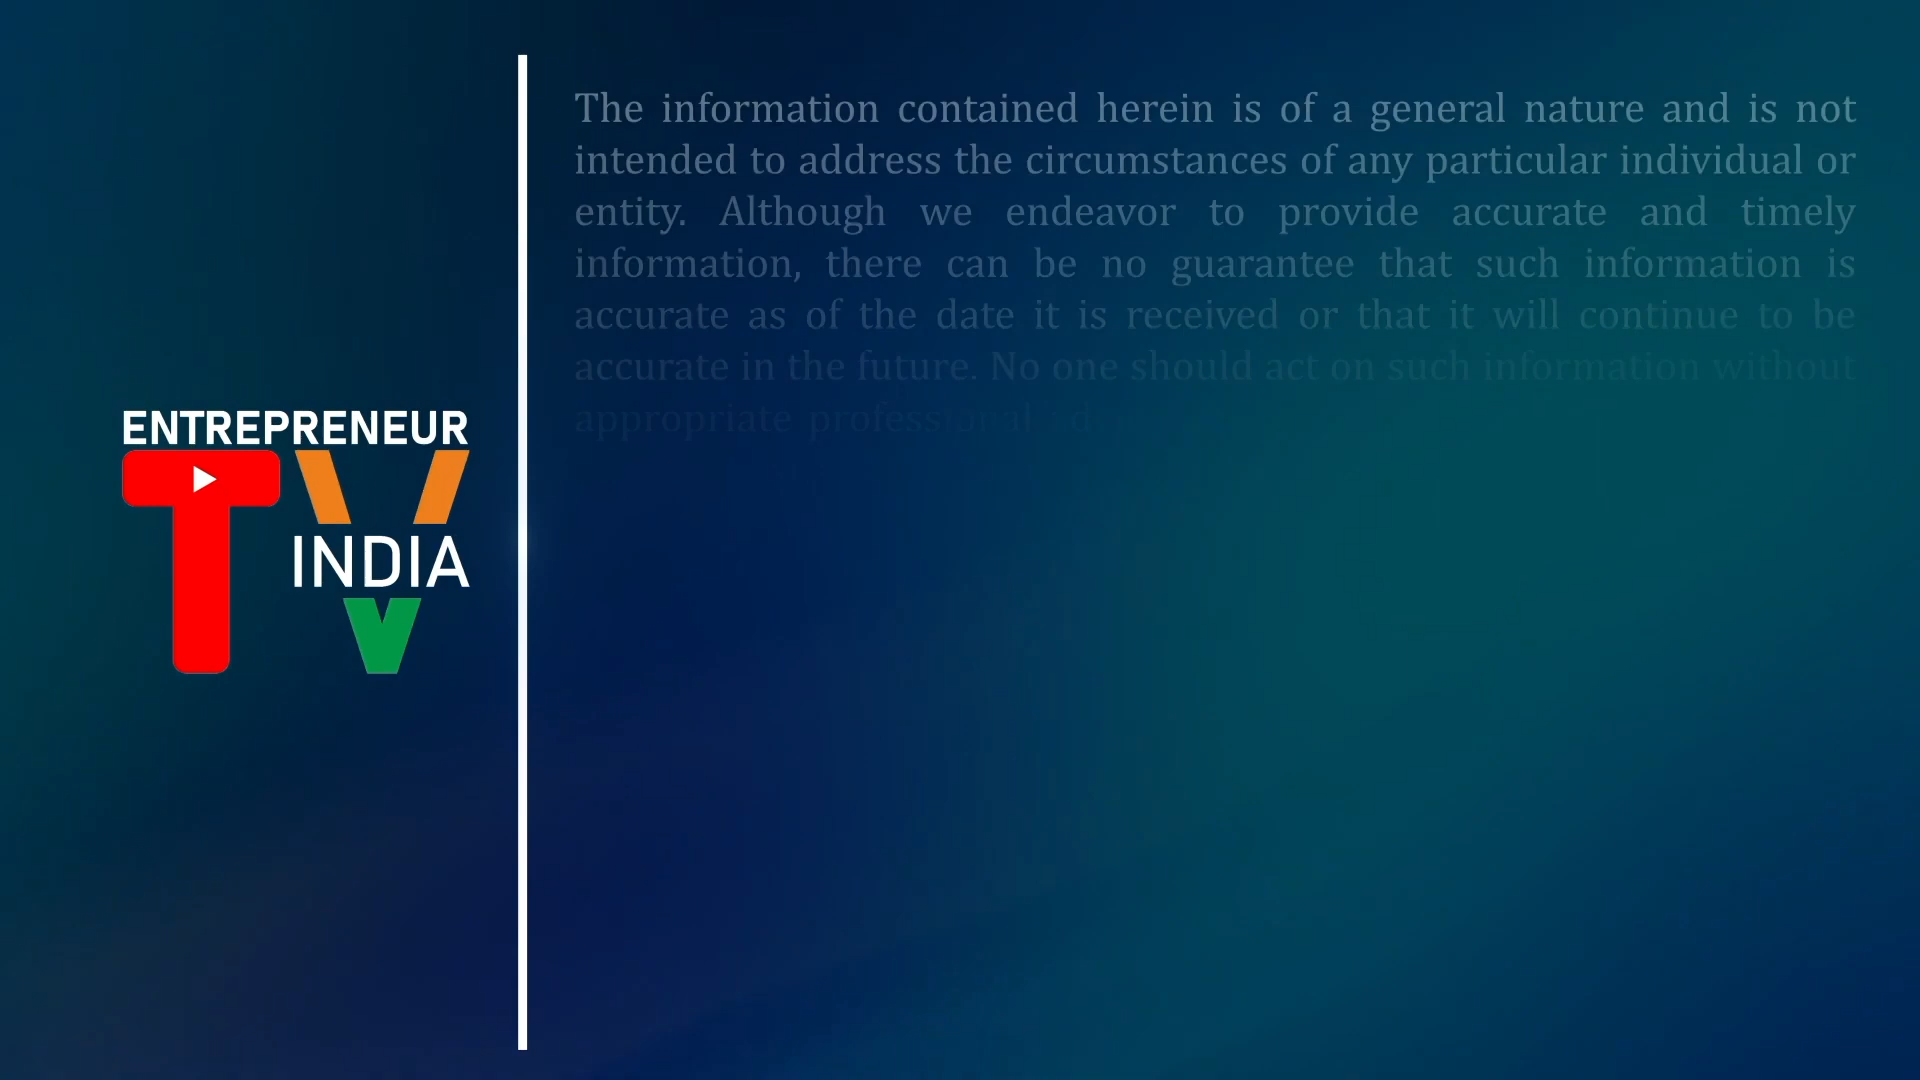 ENTREPRENEUR
TV
INDIA
The information contained herein is of a general nature and is not
intended to address the circumstances of any particular individual or
entity. Although we endeavor to provide accurate and timely
information, there can be no guarantee that such information is
accurate as of the date it is received or that it will continue to be
accurate in the future. No one should act on such information without
appropriate professional